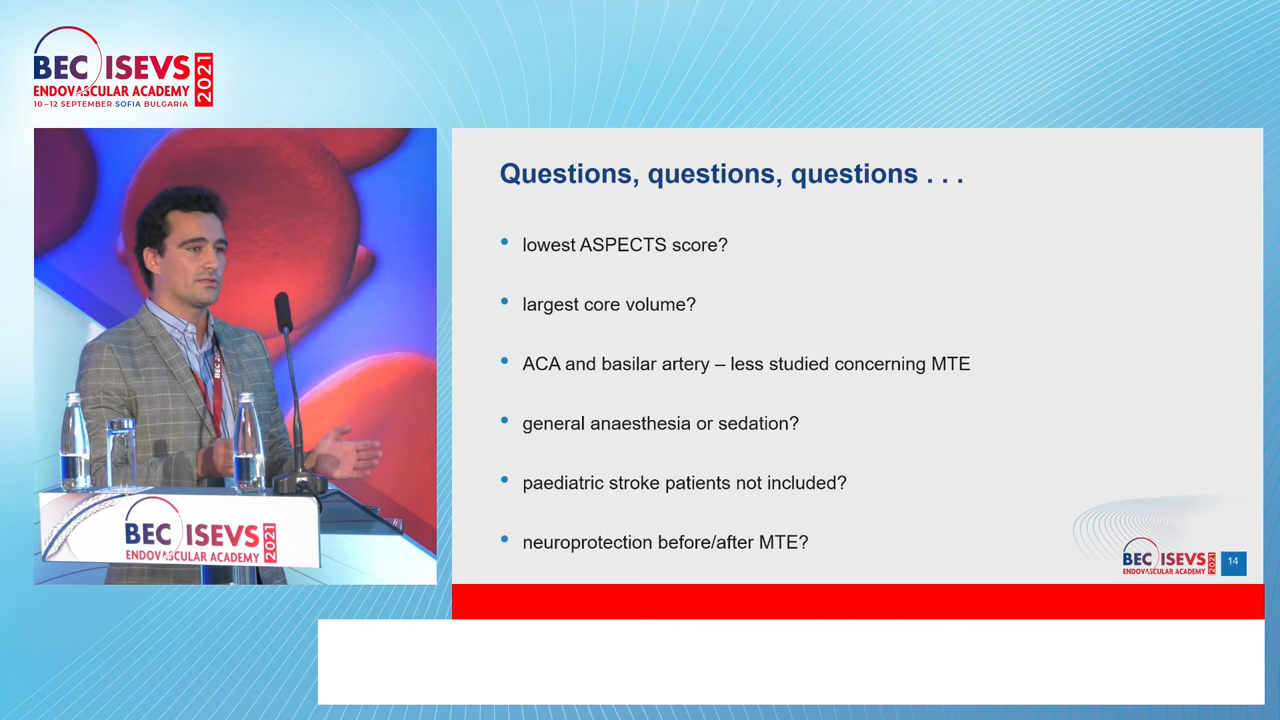 BEC ISEVS 2021
ENDOVASCULAR ACADEMY
10–12 SEPTEMBER SOFIA BULGARIA
Questions, questions, questions . . .
• lowest ASPECTS score?
• largest core volume?
• ACA and basilar artery – less studied concerning MTE
• general anaesthesia or sedation?
• paediatric stroke patients not included?
• neuroprotection before/after MTE?
BEC ISEVS 2021
ENDOVASCULAR ACADEMY
14
BEC ISEVS 2021
ENDOVASCULAR ACADEMY